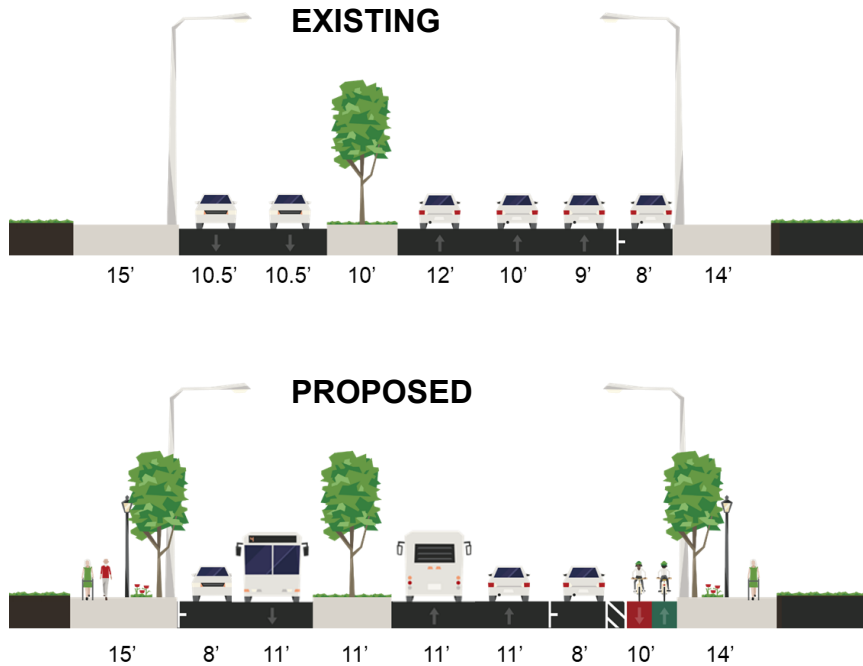 EXISTING
15’ 10.5’ 10.5’ 10’ 12’ 10’ 9’ 8’ 14’
PROPOSED
15’ 8’ 11’ 11’ 11’ 11’ 8’ 10’ 14’